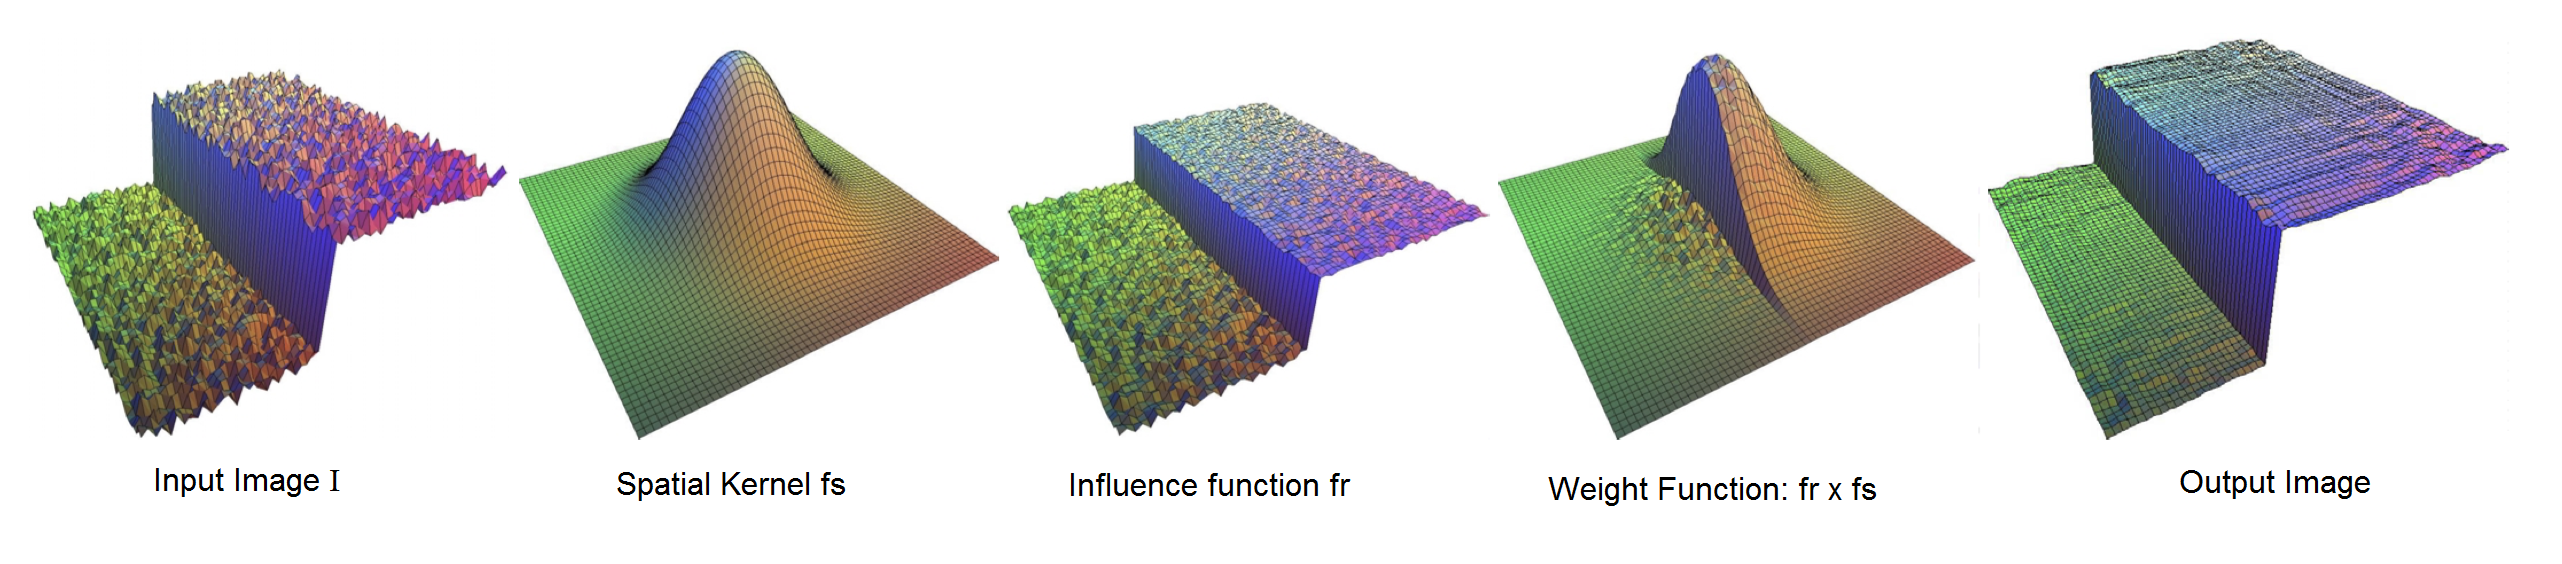 Input Image I
Spatial Kernel fs
Influence function fr
Weight Function: fr x fs
Output Image